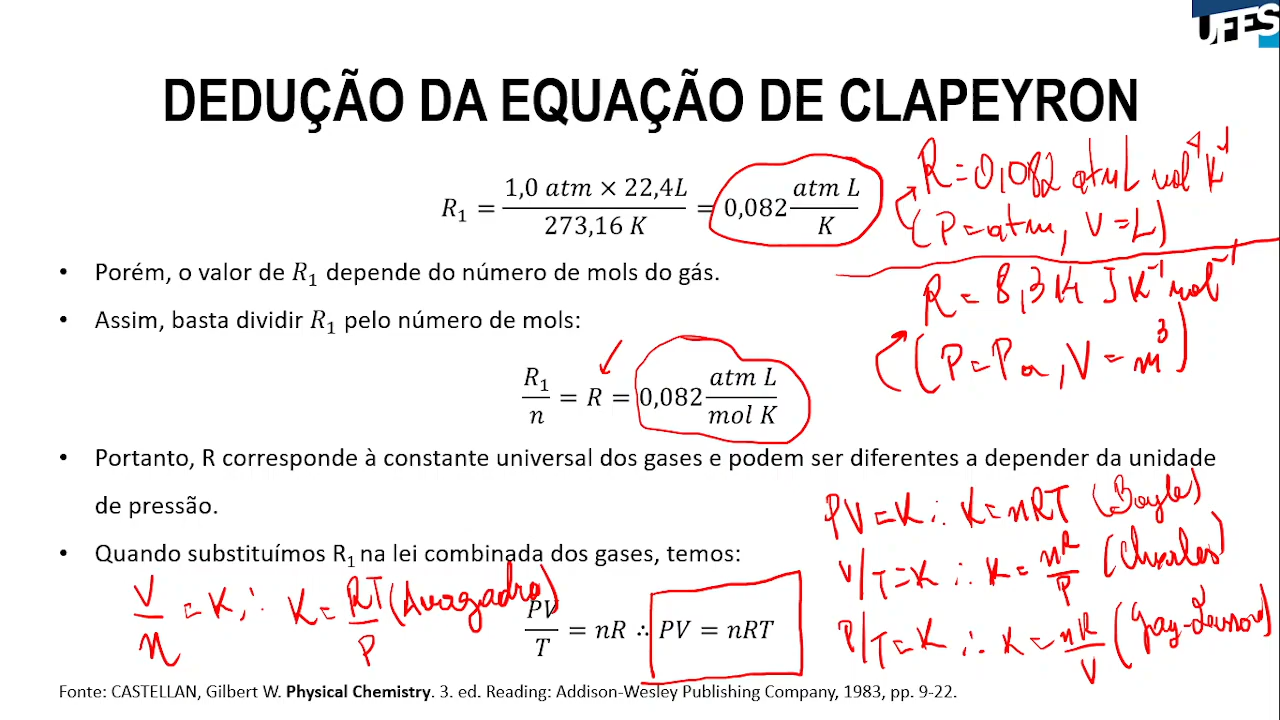 UFES
DEDUÇÃO DA EQUAÇÃO DE CLAPEYRON
R₁ = 1,0 atm × 22,4L / 273,16 K = 0,082 atm L / K
R = 0,082 atm L mol⁻¹ K⁻¹
(P = atm, V = L)
• Porém, o valor de R₁ depende do número de mols do gás.
R = 8,314 J K⁻¹ mol⁻¹
• Assim, basta dividir R₁ pelo número de mols:
(P = Pa, V = m³)
R₁ / n = R = 0,082 atm L / mol K
• Portanto, R corresponde à constante universal dos gases e podem ser diferentes a depender da unidade
de pressão.
PV = K ∴ K = nRT (Boyle)
• Quando substituímos R₁ na lei combinada dos gases, temos:
V/T = K ∴ K = nR / P (Charles)
V / n = K ∴ K = RT / P (Avogadro)
PV / T = nR ∴ PV = nRT
P/T = K ∴ K = nR / V (Gay-Lussac)
Fonte: CASTELLAN, Gilbert W. Physical Chemistry. 3. ed. Reading: Addison-Wesley Publishing Company, 1983, pp. 9-22.